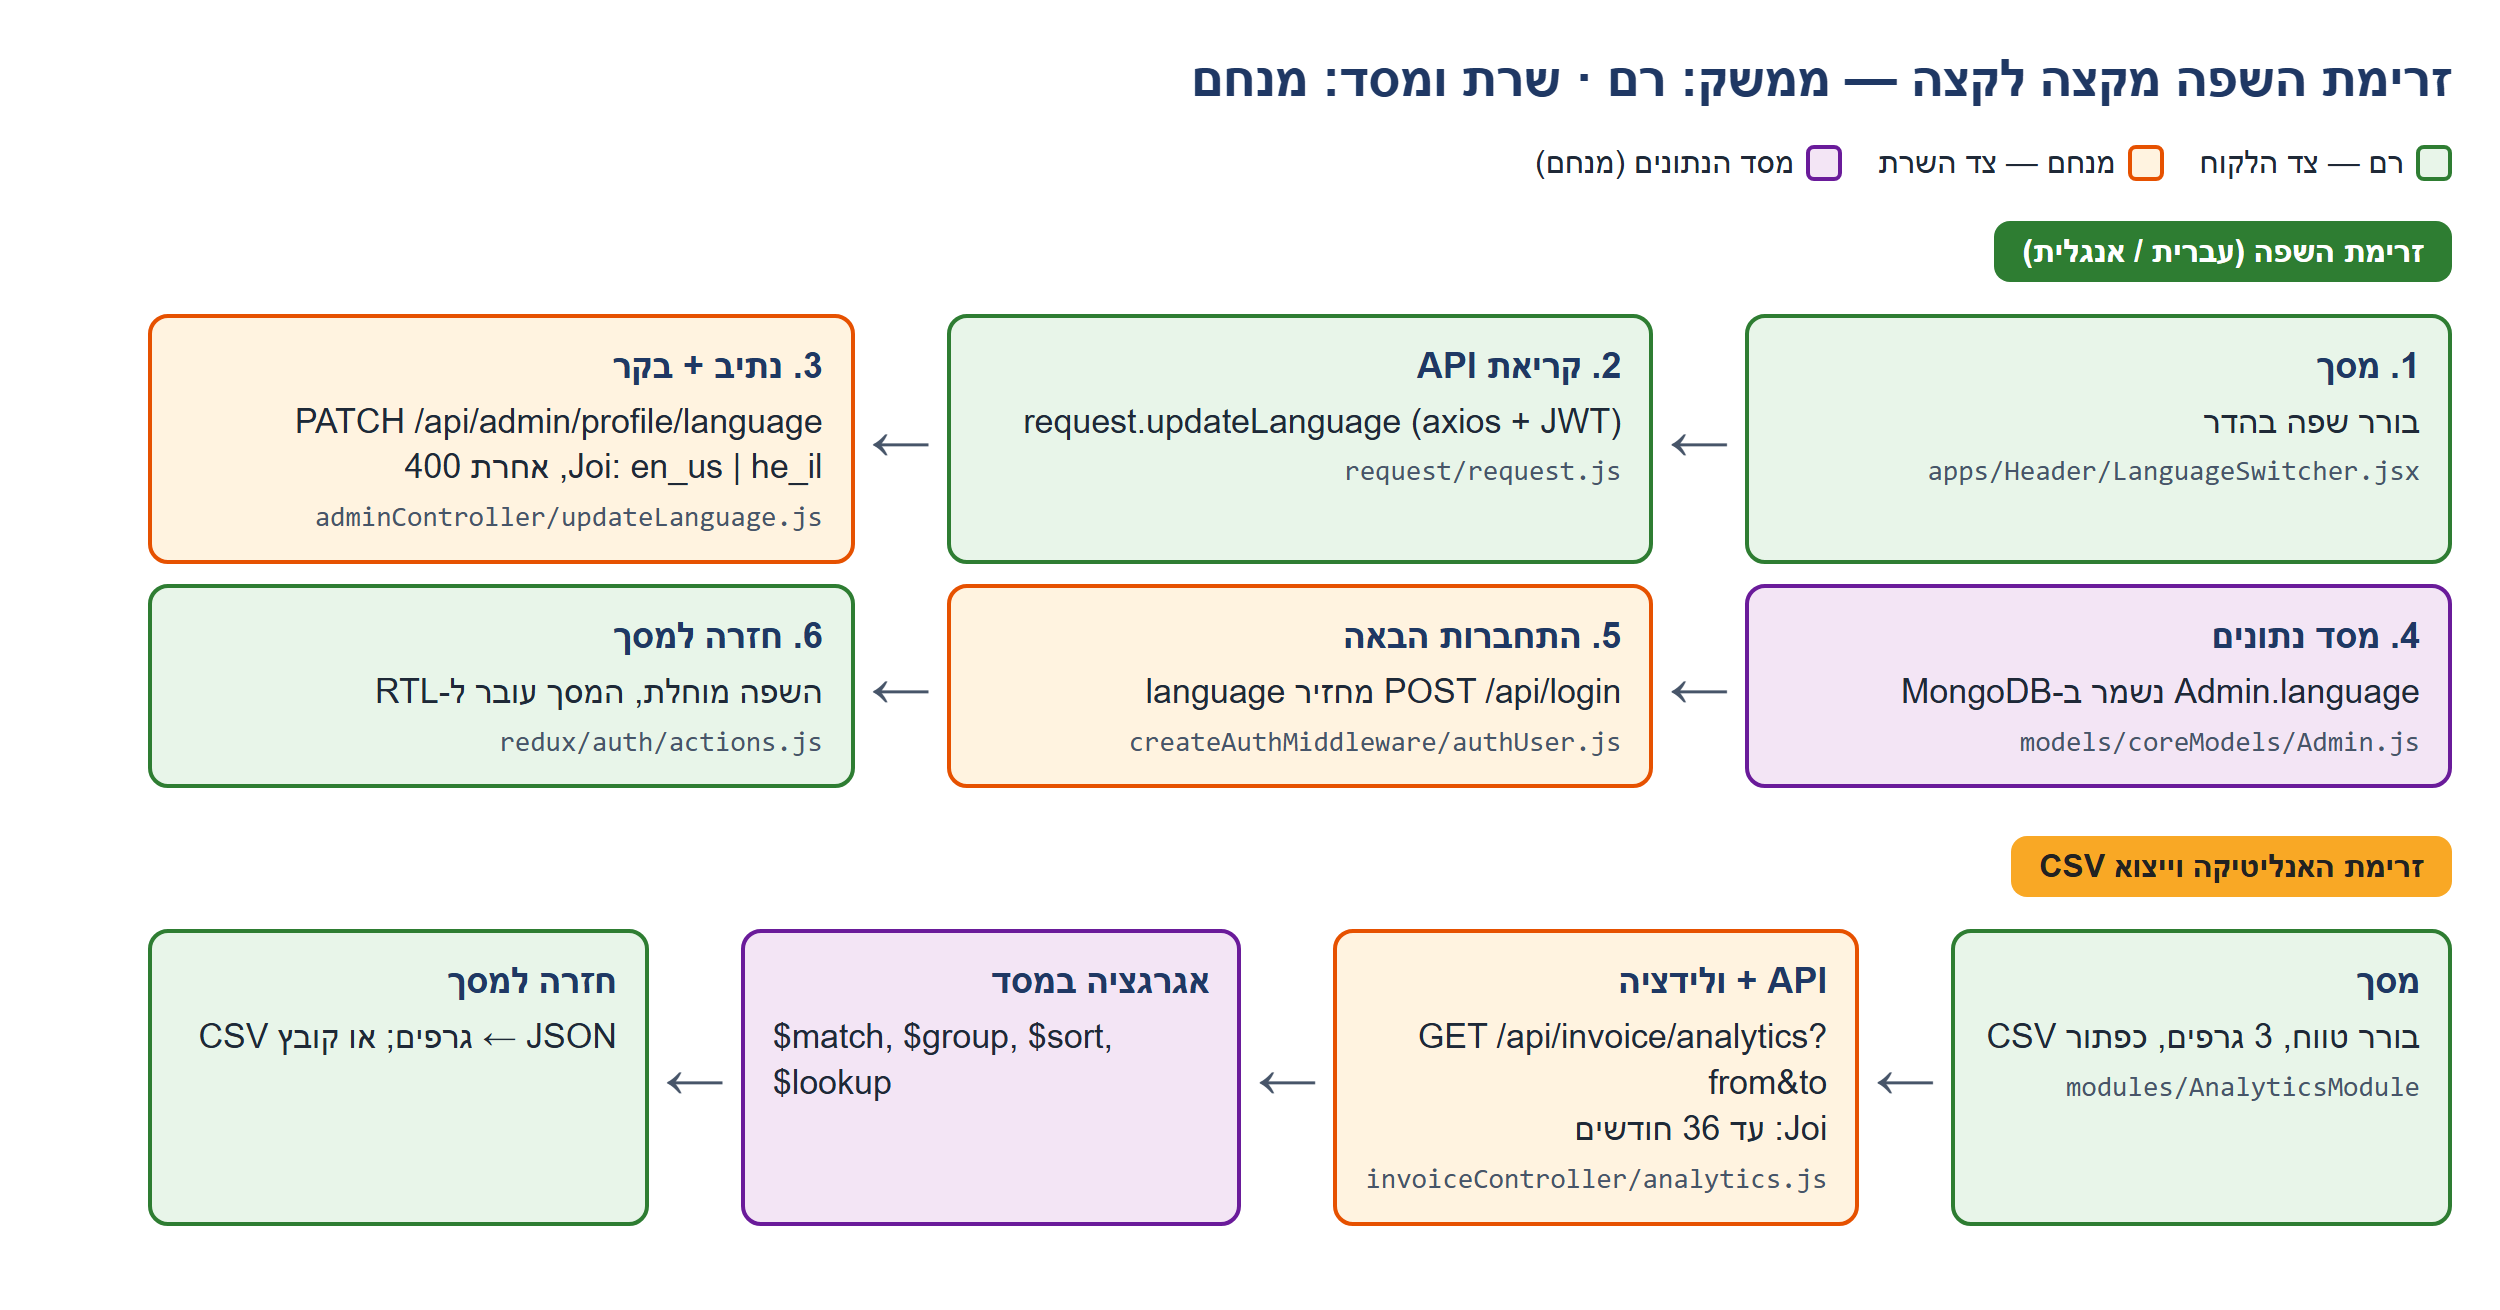 זרימת השפה מקצה לקצה — ממשק: רם · שרת ומסד: מנחם
רם — צד הלקוח
מנחם — צד השרת
מסד הנתונים (מנחם)
זרימת השפה (עברית / אנגלית)
1. מסך
בורר שפה בהדר
apps/Header/LanguageSwitcher.jsx
←
2. קריאת API
request.updateLanguage (axios + JWT)
request/request.js
←
3. נתיב + בקר
PATCH /api/admin/profile/language
Joi: en_us | he_il, אחרת 400
adminController/updateLanguage.js
4. מסד נתונים
Admin.language נשמר ב-MongoDB
models/coreModels/Admin.js
←
5. התחברות הבאה
POST /api/login מחזיר language
createAuthMiddleware/authUser.js
←
6. חזרה למסך
השפה מוחלת, המסך עובר ל-RTL
redux/auth/actions.js
זרימת האנליטיקה וייצוא CSV
מסך
בורר טווח, 3 גרפים, כפתור CSV
modules/AnalyticsModule
←
API + ולידציה
GET /api/invoice/analytics?
from&to
Joi: עד 36 חודשים
invoiceController/analytics.js
←
אגרגציה במסד
$match, $group, $sort,
$lookup
←
חזרה למסך
JSON ← גרפים; או קובץ CSV